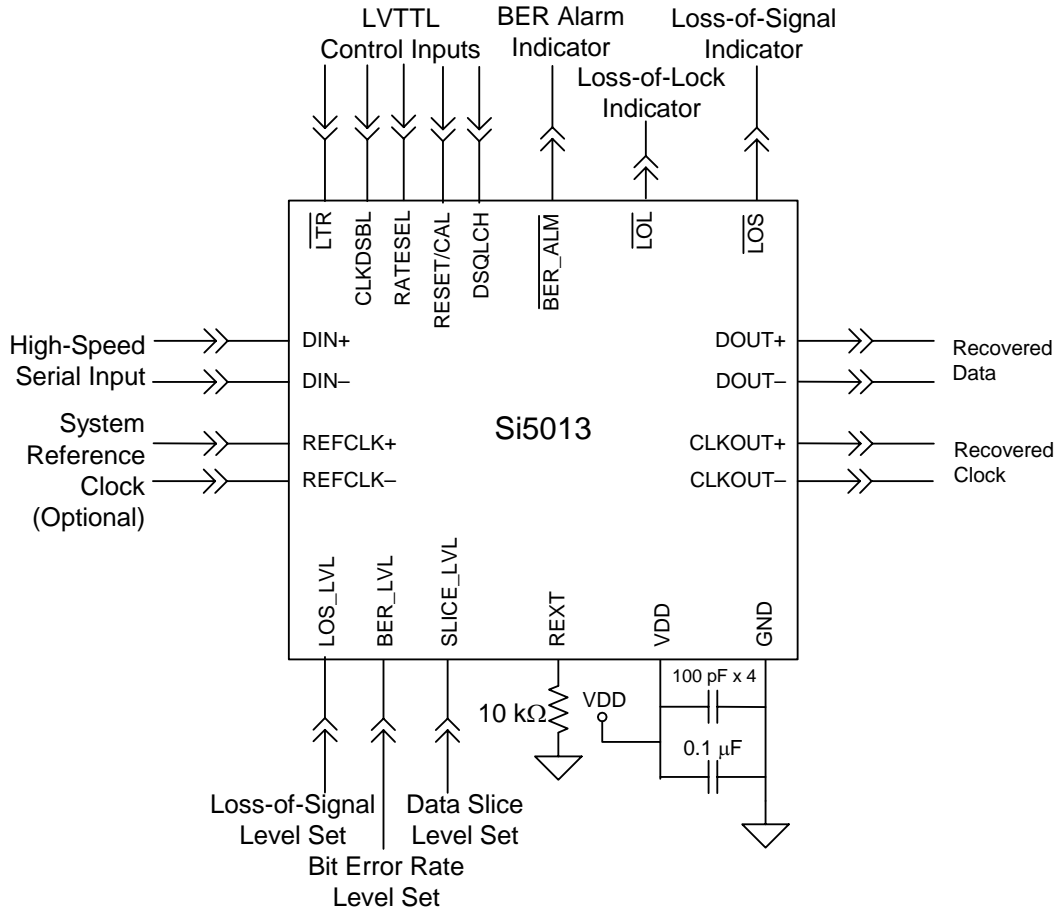 LVTTL
Control Inputs
BER Alarm
Indicator
Loss-of-Lock
Indicator
Loss-of-Signal
Indicator
LTR
CLKDSBL
RATESEL
RESET/CAL
DSQLCH
BER_ALM
LOL
LOS
High-Speed
Serial Input
DIN+
DIN–
System
Reference
Clock
(Optional)
REFCLK+
REFCLK–
Si5013
DOUT+
DOUT–
Recovered
Data
CLKOUT+
CLKOUT–
Recovered
Clock
LOS_LVL
BER_LVL
SLICE_LVL
REXT
VDD
GND
10 kΩ
VDD
100 pF x 4
0.1 μF
Loss-of-Signal
Level Set
Data Slice
Level Set
Bit Error Rate
Level Set